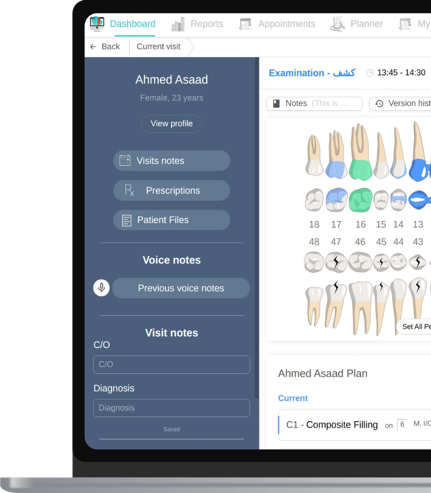 Dashboard
Reports
Appointments
Planner
My
Back
Current visit
Ahmed Asaad
Female, 23 years
View profile
Visits notes
Prescriptions
Patient Files
Voice notes
Previous voice notes
Visit notes
C/O
C/O
Diagnosis
Diagnosis
Saved
Examination - كشف
13:45 - 14:30
Notes (This is ...
Version hist
18 17 16 15 14 13
48 47 46 45 44 43
Set All Pe
Ahmed Asaad Plan
Current
C1 - Composite Filling on 6 M, I/O